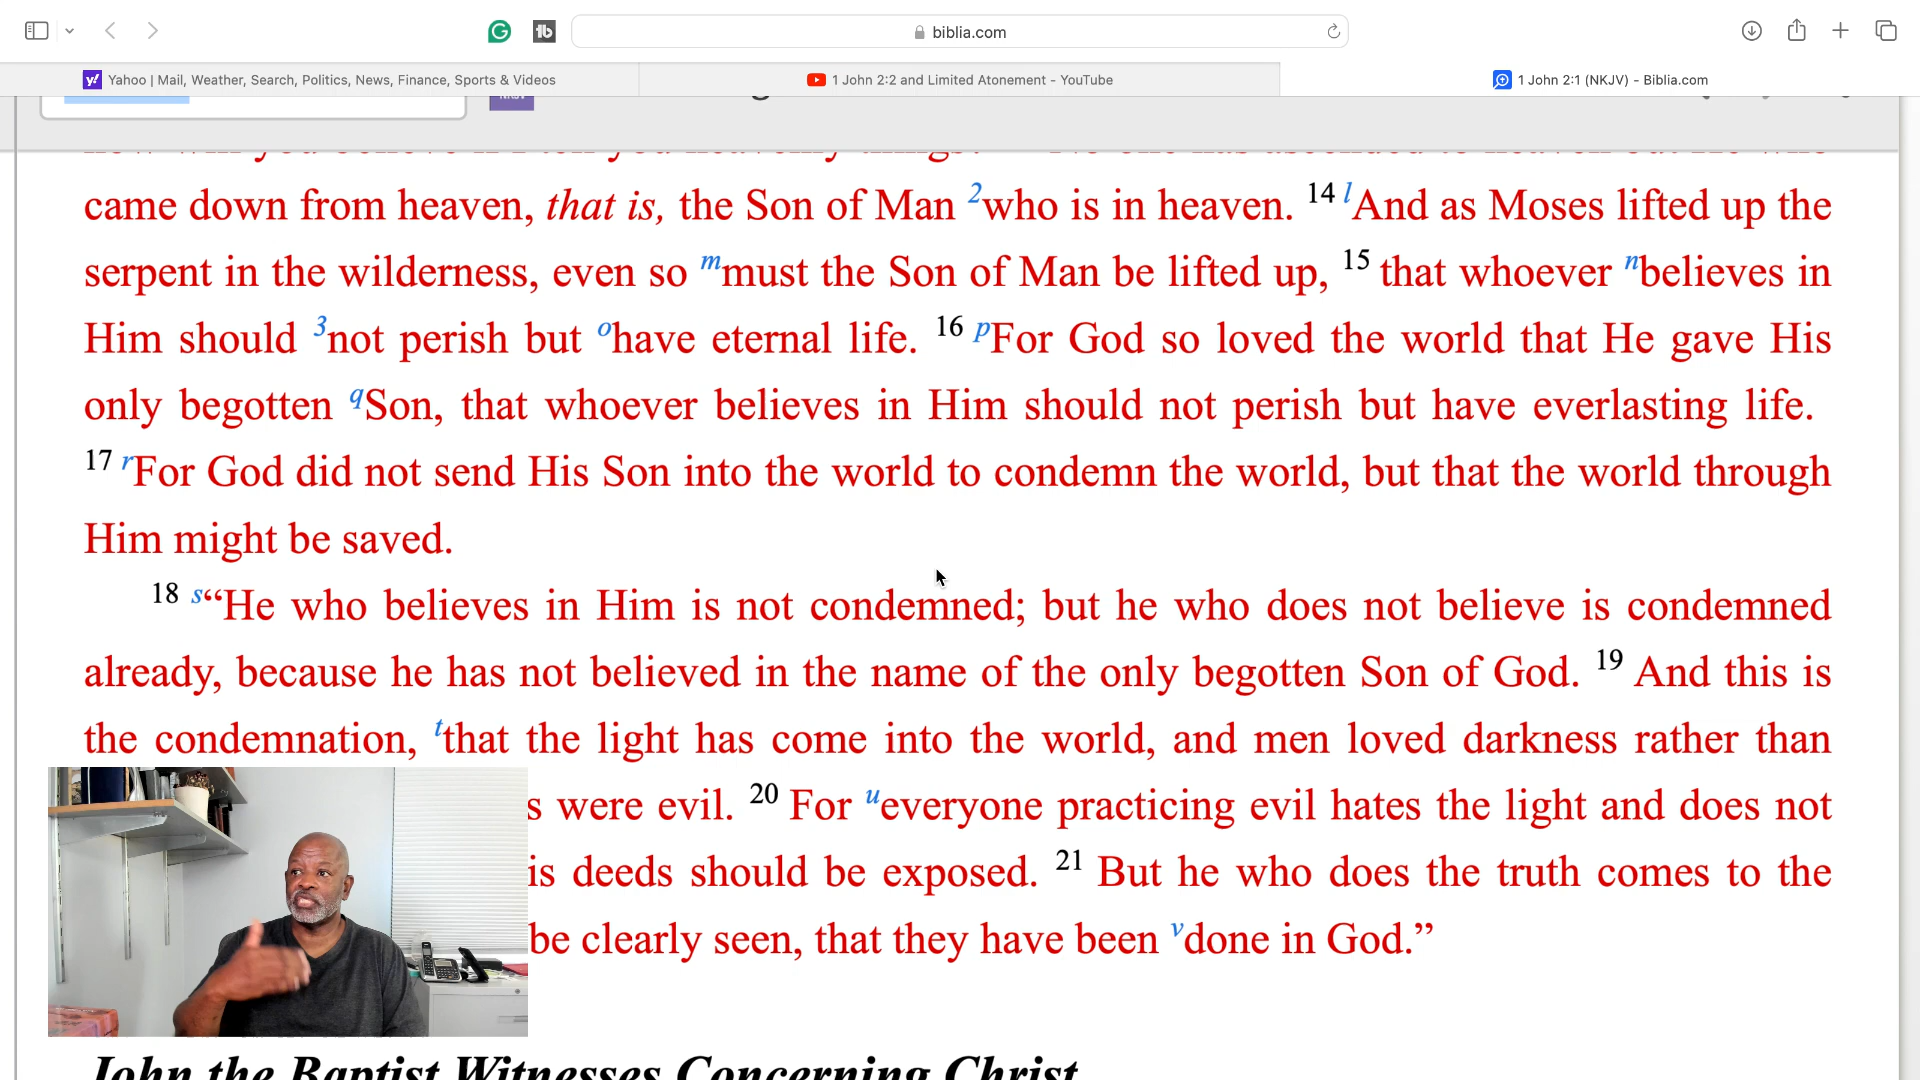 biblia.com
Yahoo | Mail, Weather, Search, Politics, News, Finance, Sports & Videos
1 John 2:2 and Limited Atonement - YouTube
1 John 2:1 (NKJV) - Biblia.com
came down from heaven, that is, the Son of Man 2who is in heaven. 14 lAnd as Moses lifted up the
serpent in the wilderness, even so mmust the Son of Man be lifted up, 15 that whoever nbelieves in
Him should 3not perish but ohave eternal life. 16 pFor God so loved the world that He gave His
only begotten qSon, that whoever believes in Him should not perish but have everlasting life.
17 rFor God did not send His Son into the world to condemn the world, but that the world through
Him might be saved.
18 s“He who believes in Him is not condemned; but he who does not believe is condemned
already, because he has not believed in the name of the only begotten Son of God. 19 And this is
the condemnation, tthat the light has come into the world, and men loved darkness rather than
s were evil. 20 For ueveryone practicing evil hates the light and does not
is deeds should be exposed. 21 But he who does the truth comes to the
be clearly seen, that they have been vdone in God.”
John the Baptist Witnesses Concerning Christ